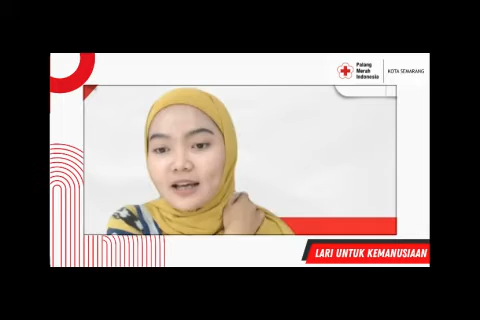 Palang
Merah
Indonesia
KOTA SEMARANG
LARI UNTUK KEMANUSIAAN